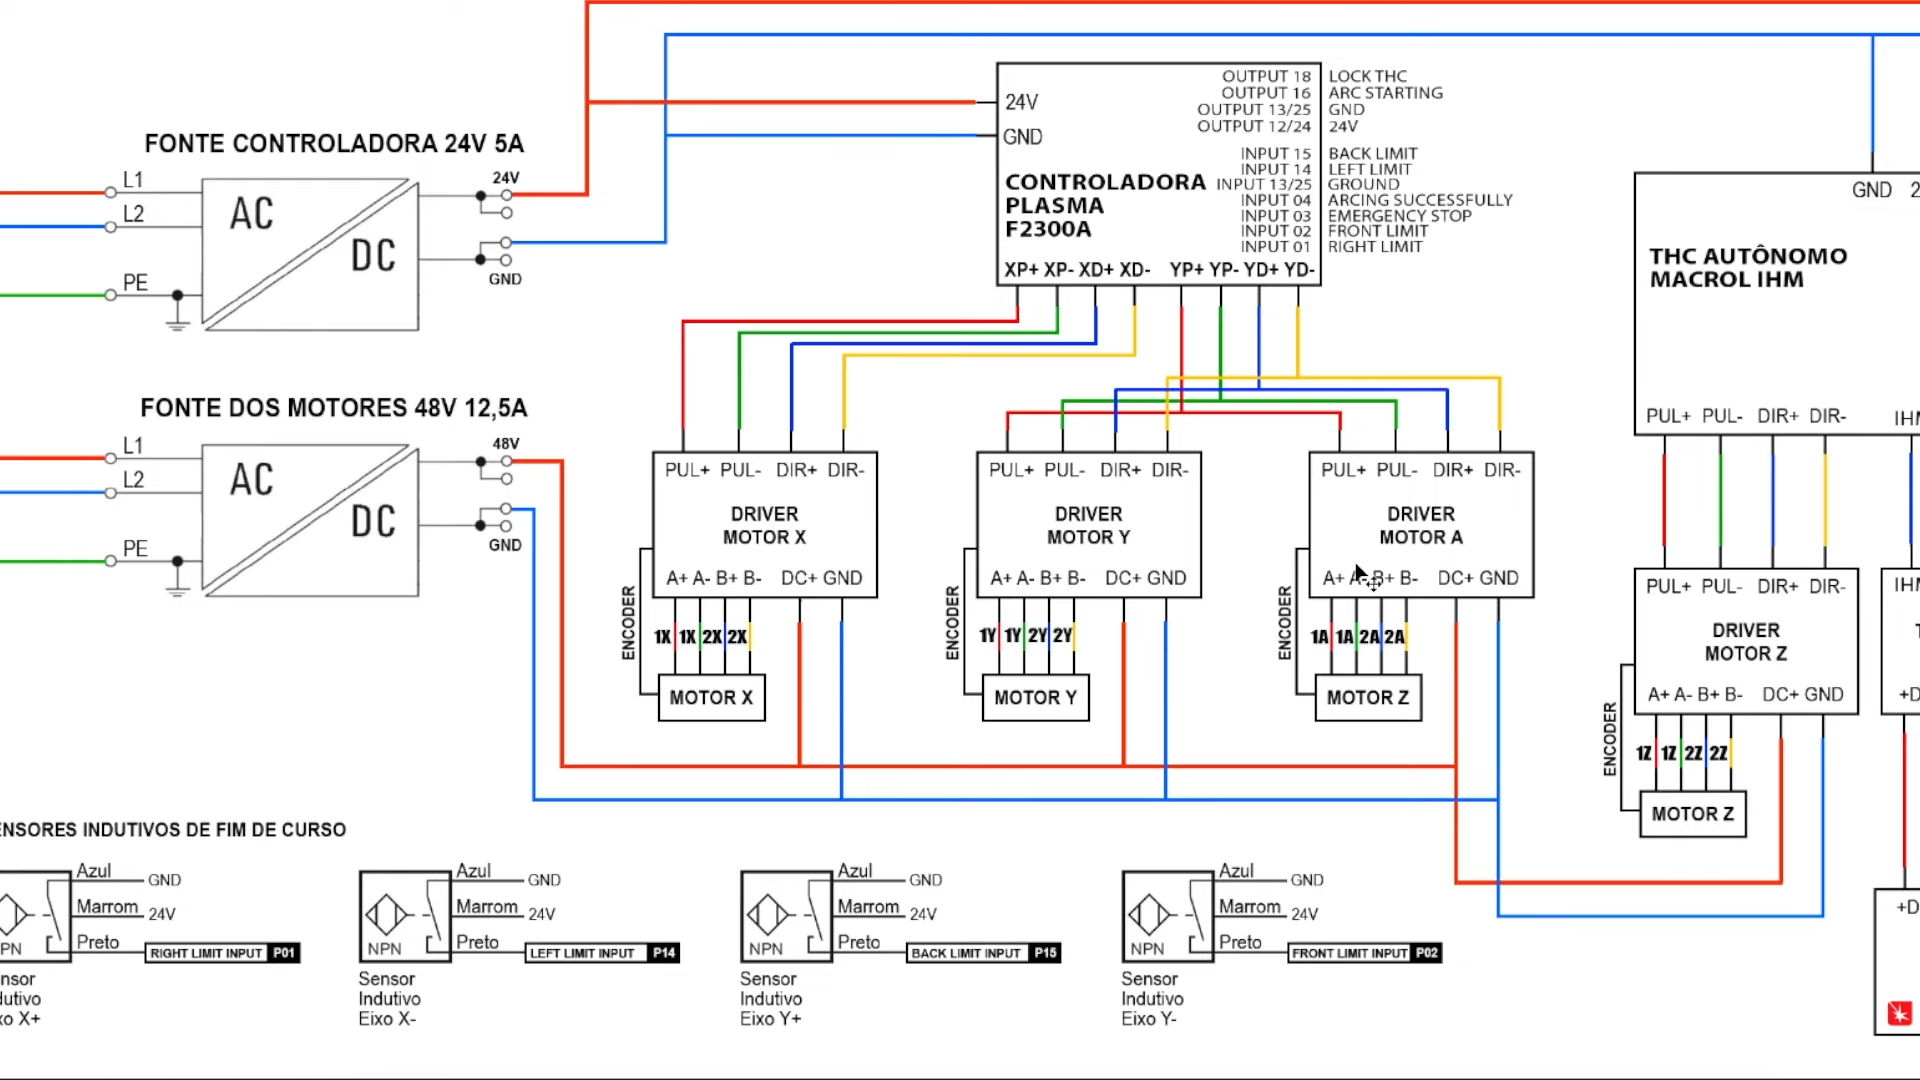 FONTE CONTROLADORA 24V 5A
L1
L2
PE
AC
DC
24V
GND
24V
GND
CONTROLADORA
PLASMA
F2300A
OUTPUT 18 LOCK THC
OUTPUT 16 ARC STARTING
OUTPUT 13/25 GND
OUTPUT 12/24 24V
INPUT 15 BACK LIMIT
INPUT 14 LEFT LIMIT
INPUT 13/25 GROUND
INPUT 04 ARCING SUCCESSFULLY
INPUT 03 EMERGENCY STOP
INPUT 02 FRONT LIMIT
INPUT 01 RIGHT LIMIT
XP+ XP- XD+ XD- YP+ YP- YD+ YD-
GND 2
THC AUTÔNOMO
MACROL IHM
PUL+ PUL- DIR+ DIR- IHM
FONTE DOS MOTORES 48V 12,5A
L1
L2
PE
AC
DC
48V
GND
PUL+ PUL- DIR+ DIR-
DRIVER
MOTOR X
A+ A- B+ B- DC+ GND
ENCODER
1X 1X 2X 2X
MOTOR X
PUL+ PUL- DIR+ DIR-
DRIVER
MOTOR Y
A+ A- B+ B- DC+ GND
ENCODER
1Y 1Y 2Y 2Y
MOTOR Y
PUL+ PUL- DIR+ DIR-
DRIVER
MOTOR A
A+ A- B+ B- DC+ GND
ENCODER
1A 1A 2A 2A
MOTOR Z
PUL+ PUL- DIR+ DIR-
DRIVER
MOTOR Z
A+ A- B+ B- DC+ GND
ENCODER
1Z 1Z 2Z 2Z
MOTOR Z
IHM
T
+D
+D
ENSORES INDUTIVOS DE FIM DE CURSO
Azul GND
Marrom 24V
Preto RIGHT LIMIT INPUT P01
PN
nsor
dutivo
xo X+
Azul GND
Marrom 24V
Preto LEFT LIMIT INPUT P14
NPN
Sensor
Indutivo
Eixo X-
Azul GND
Marrom 24V
Preto BACK LIMIT INPUT P15
NPN
Sensor
Indutivo
Eixo Y+
Azul GND
Marrom 24V
Preto FRONT LIMIT INPUT P02
NPN
Sensor
Indutivo
Eixo Y-